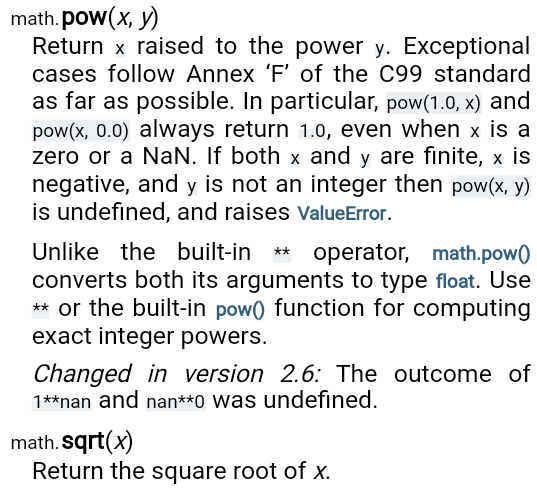 math.pow(x, y)
Return x raised to the power y. Exceptional
cases follow Annex ‘F’ of the C99 standard
as far as possible. In particular, pow(1.0, x) and
pow(x, 0.0) always return 1.0, even when x is a
zero or a NaN. If both x and y are finite, x is
negative, and y is not an integer then pow(x, y)
is undefined, and raises ValueError.
Unlike the built-in ** operator, math.pow()
converts both its arguments to type float. Use
** or the built-in pow() function for computing
exact integer powers.
Changed in version 2.6: The outcome of
1**nan and nan**0 was undefined.
math.sqrt(x)
Return the square root of x.